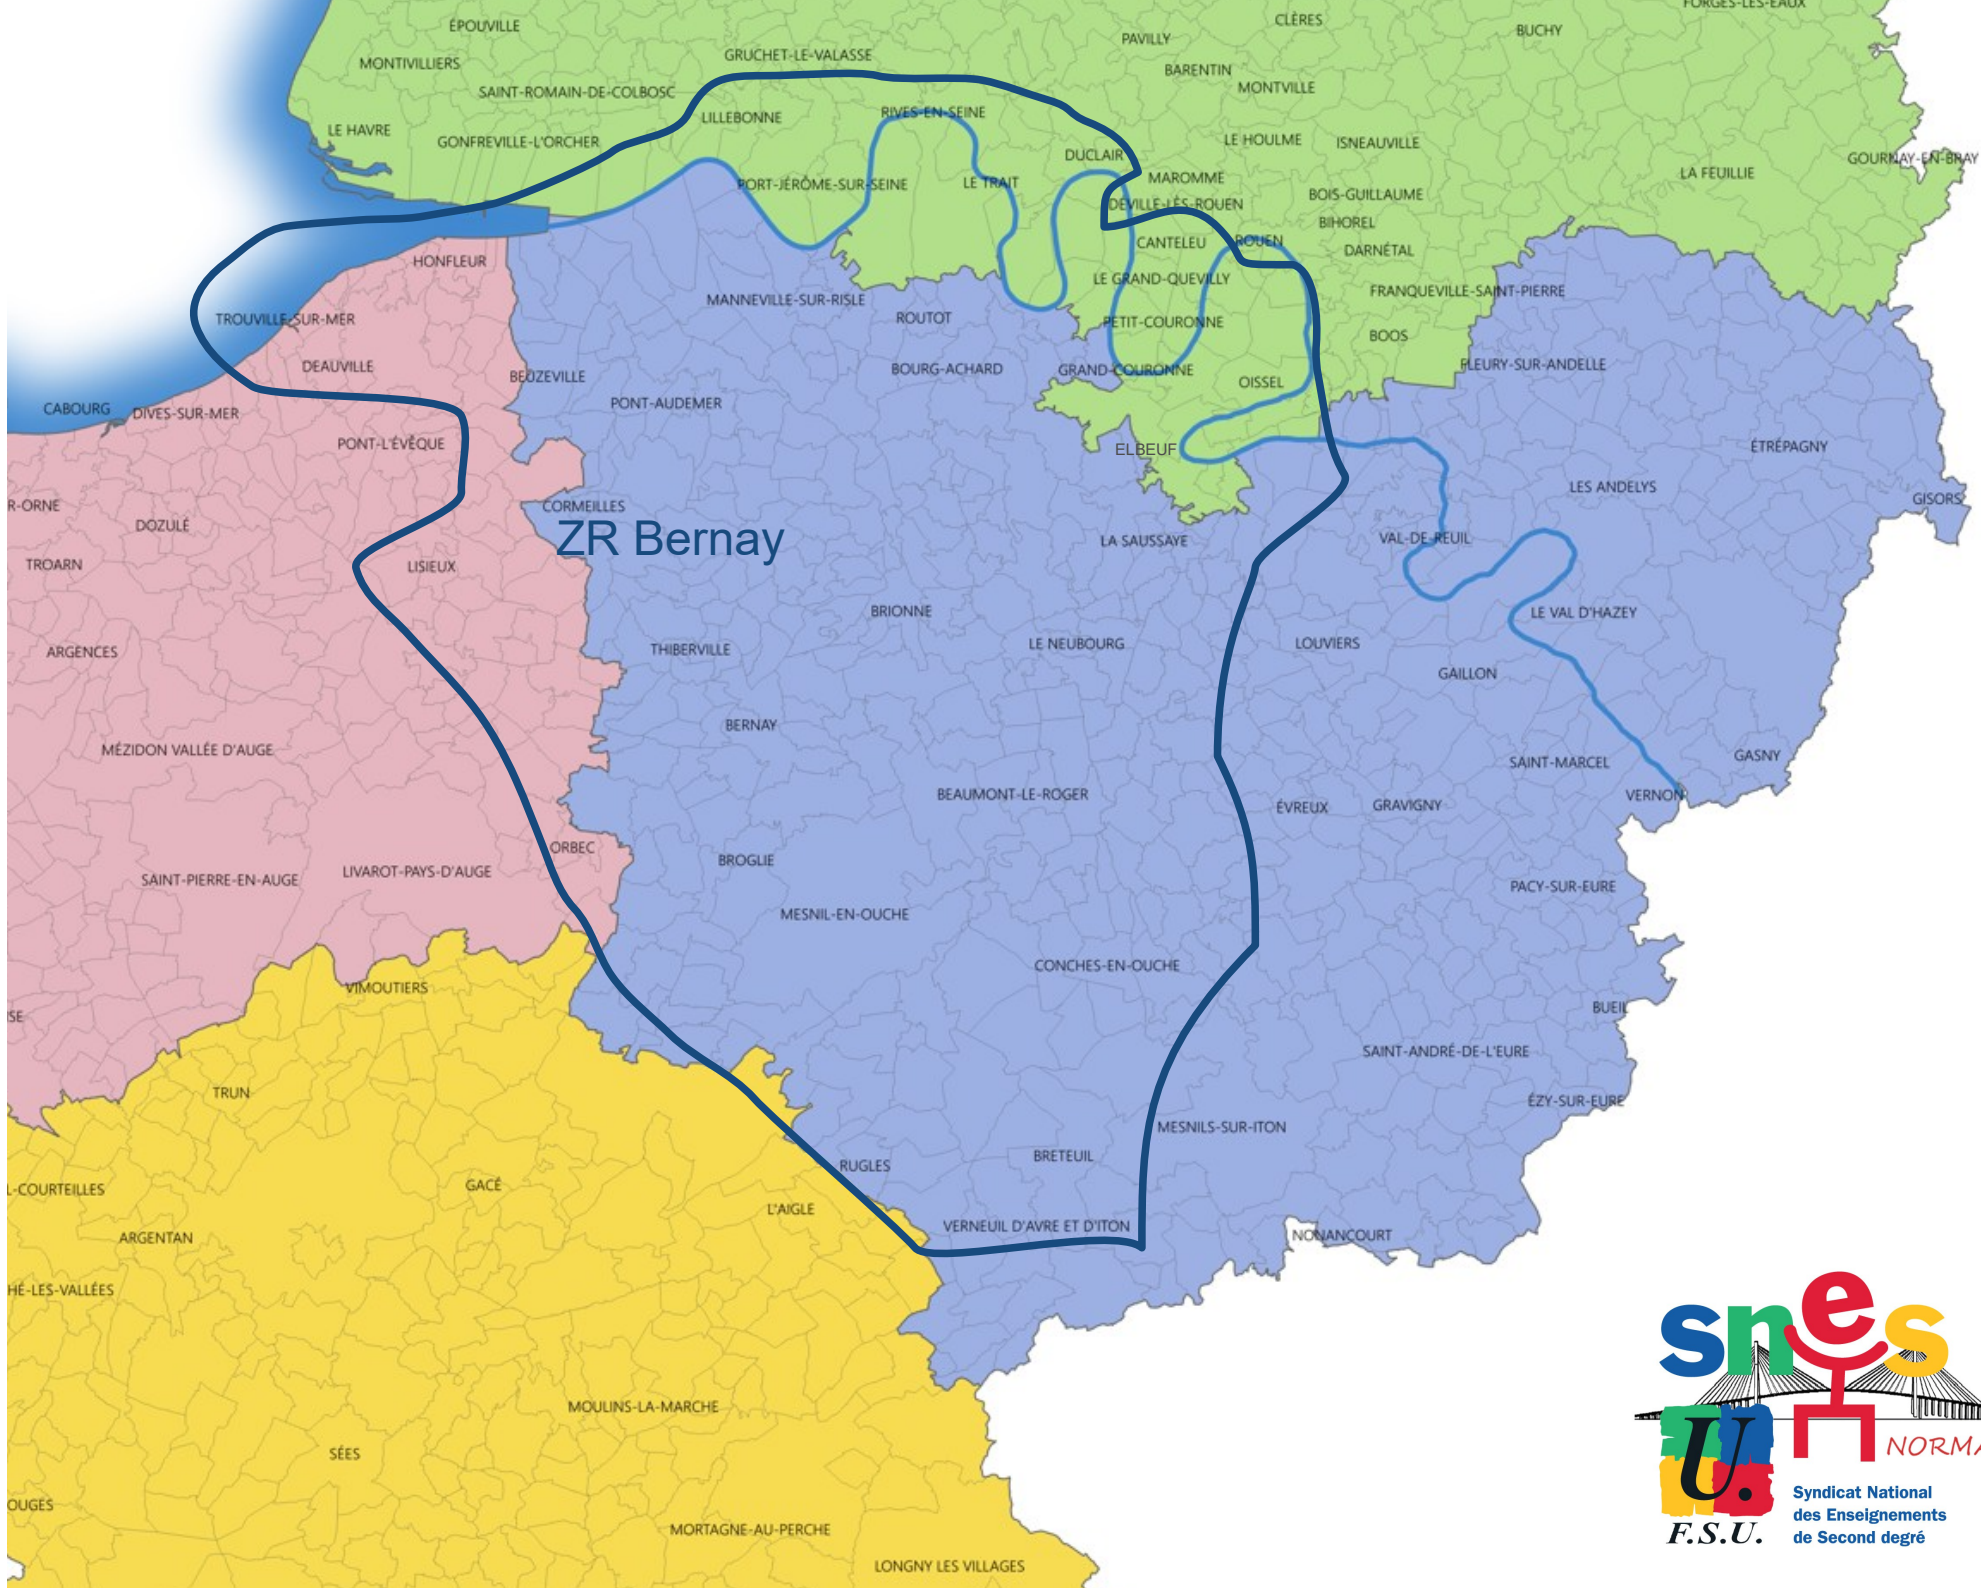 FORGES-LES-EAUX
CLÈRES
ÉPOUVILLE
BUCHY
PAVILLY
GRUCHET-LE-VALASSE
MONTIVILLIERS
BARENTIN
MONTVILLE
SAINT-ROMAIN-DE-COLBOSC
RIVES-EN-SEINE
LILLEBONNE
LE HAVRE
GONFREVILLE-L'ORCHER
LE HOULME
ISNEAUVILLE
DUCLAIR
GOURNAY-EN-BRAY
LA FEUILLIE
PORT-JÉRÔME-SUR-SEINE
LE TRAIT
MAROMME
BOIS-GUILLAUME
DÉVILLE-LÈS-ROUEN
BIHOREL
CANTELEU
ROUEN
DARNÉTAL
HONFLEUR
LE GRAND-QUEVILLY
FRANQUEVILLE-SAINT-PIERRE
MANNEVILLE-SUR-RISLE
TROUVILLE-SUR-MER
ROUTOT
PETIT-COURONNE
BOOS
DEAUVILLE
FLEURY-SUR-ANDELLE
BOURG-ACHARD
GRAND-COURONNE
BEUZEVILLE
OISSEL
PONT-AUDEMER
CABOURG
DIVES-SUR-MER
PONT-L'ÉVÊQUE
ELBEUF
ÉTRÉPAGNY
LES ANDELYS
GISORS
R-ORNE
CORMEILLES
DOZULÉ
ZR Bernay
LA SAUSSAYE
VAL-DE-REUIL
TROARN
LISIEUX
BRIONNE
LE VAL D'HAZEY
LE NEUBOURG
LOUVIERS
THIBERVILLE
ARGENCES
GAILLON
BERNAY
MÉZIDON VALLÉE D'AUGE
GASNY
SAINT-MARCEL
BEAUMONT-LE-ROGER
VERNON
ÉVREUX
GRAVIGNY
ORBEC
BROGLIE
LIVAROT-PAYS-D'AUGE
SAINT-PIERRE-EN-AUGE
PACY-SUR-EURE
MESNIL-EN-OUCHE
CONCHES-EN-OUCHE
VIMOUTIERS
BUEIL
SE
SAINT-ANDRÉ-DE-L'EURE
TRUN
ÉZY-SUR-EURE
MESNILS-SUR-ITON
BRETEUIL
RUGLES
GACÉ
L-COURTEILLES
L'AIGLE
VERNEUIL D'AVRE ET D'ITON
NONANCOURT
ARGENTAN
HÉ-LES-VALLÉES
MOULINS-LA-MARCHE
SÉES
OUGES
MORTAGNE-AU-PERCHE
LONGNY LES VILLAGES
snes
U.
F.S.U.
NORMA
Syndicat National
des Enseignements
de Second degré